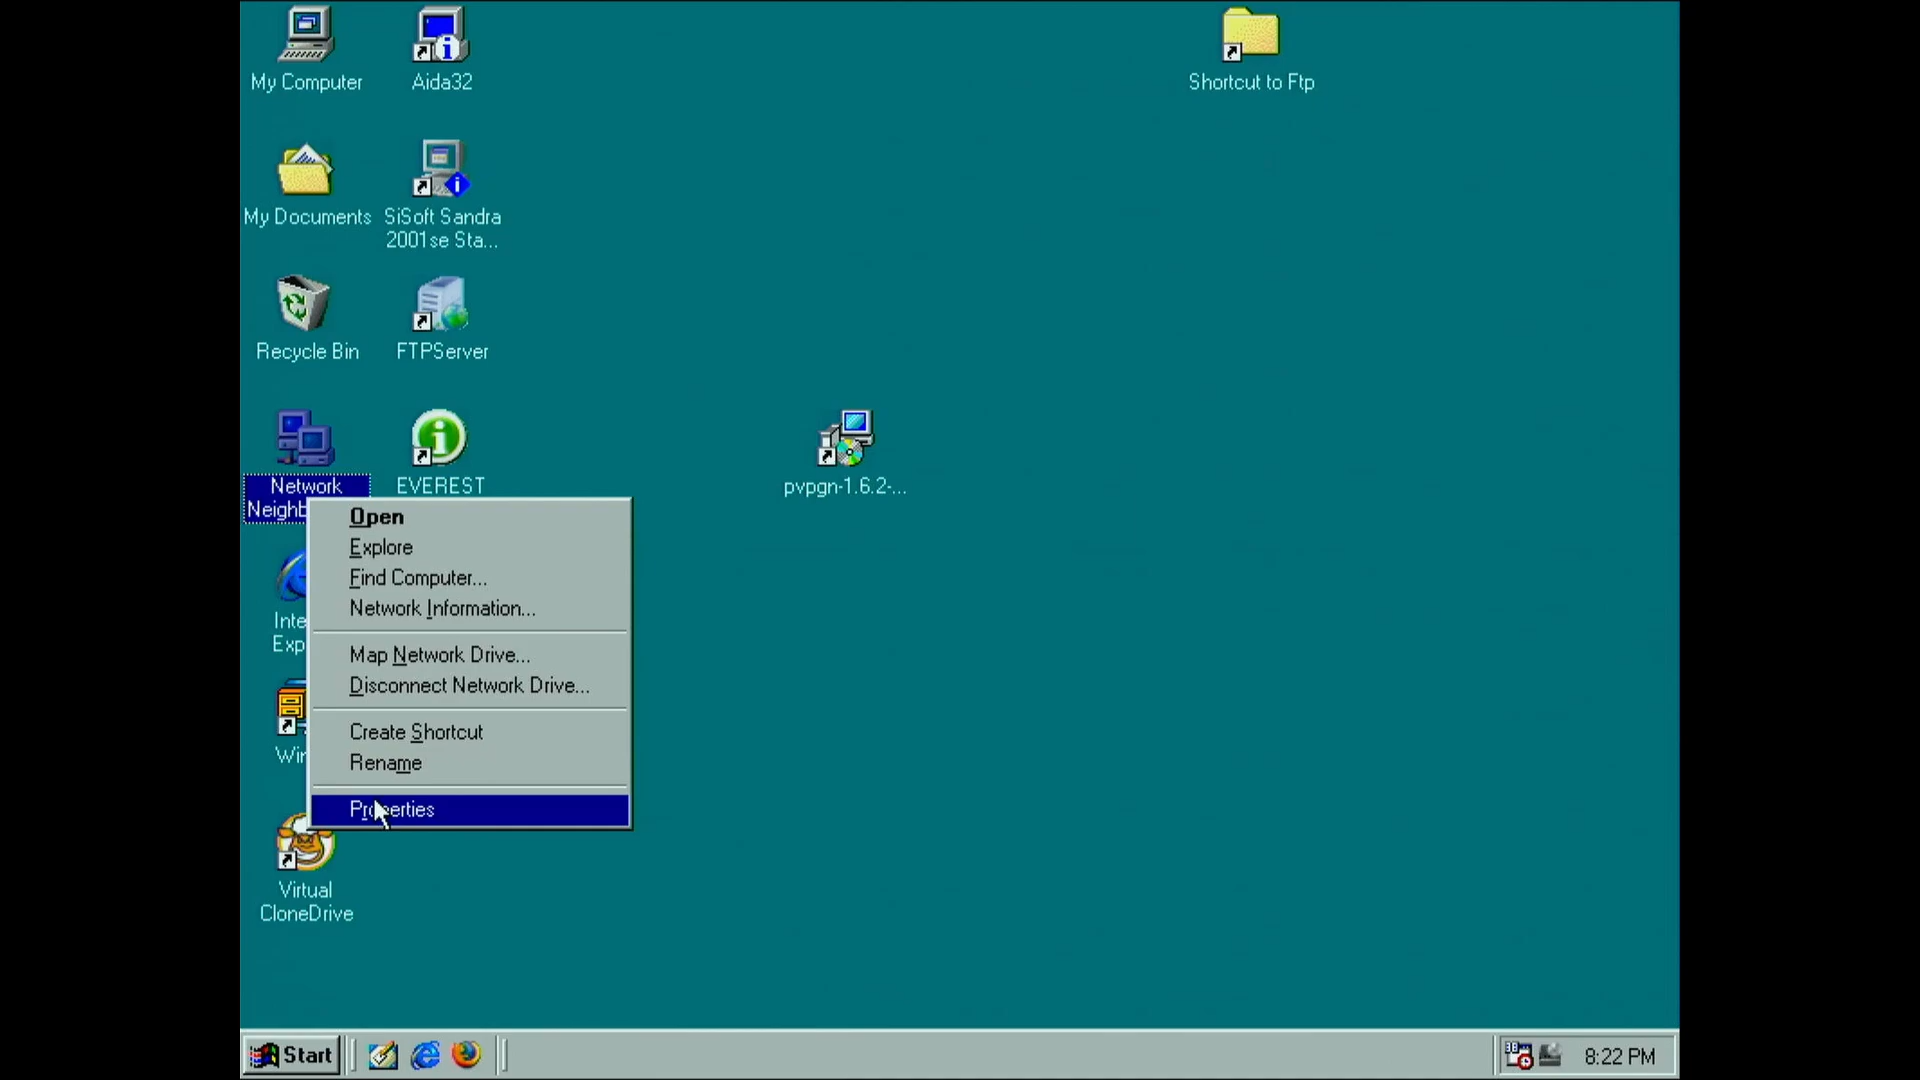 My Computer
Aida32
Shortcut to Ftp
My Documents
SiSoft Sandra
2001se Sta...
Recycle Bin
FTPServer
Network
Neighb
EVEREST
pvpgn-1.6.2-...
Open
Explore
Find Computer...
Network Information...
Map Network Drive...
Disconnect Network Drive...
Create Shortcut
Rename
Properties
Inte
Exp
Win
Virtual
CloneDrive
Start
8:22 PM